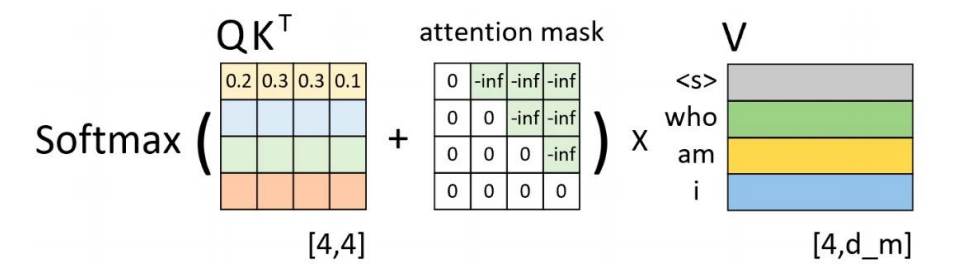 QKᵀ attention mask V
0.2 0.3 0.3 0.1 0 -inf -inf -inf <s>
0 0 -inf -inf who
Softmax ( + ) x
0 0 0 -inf am
0 0 0 0 i
[4,4] [4,d_m]